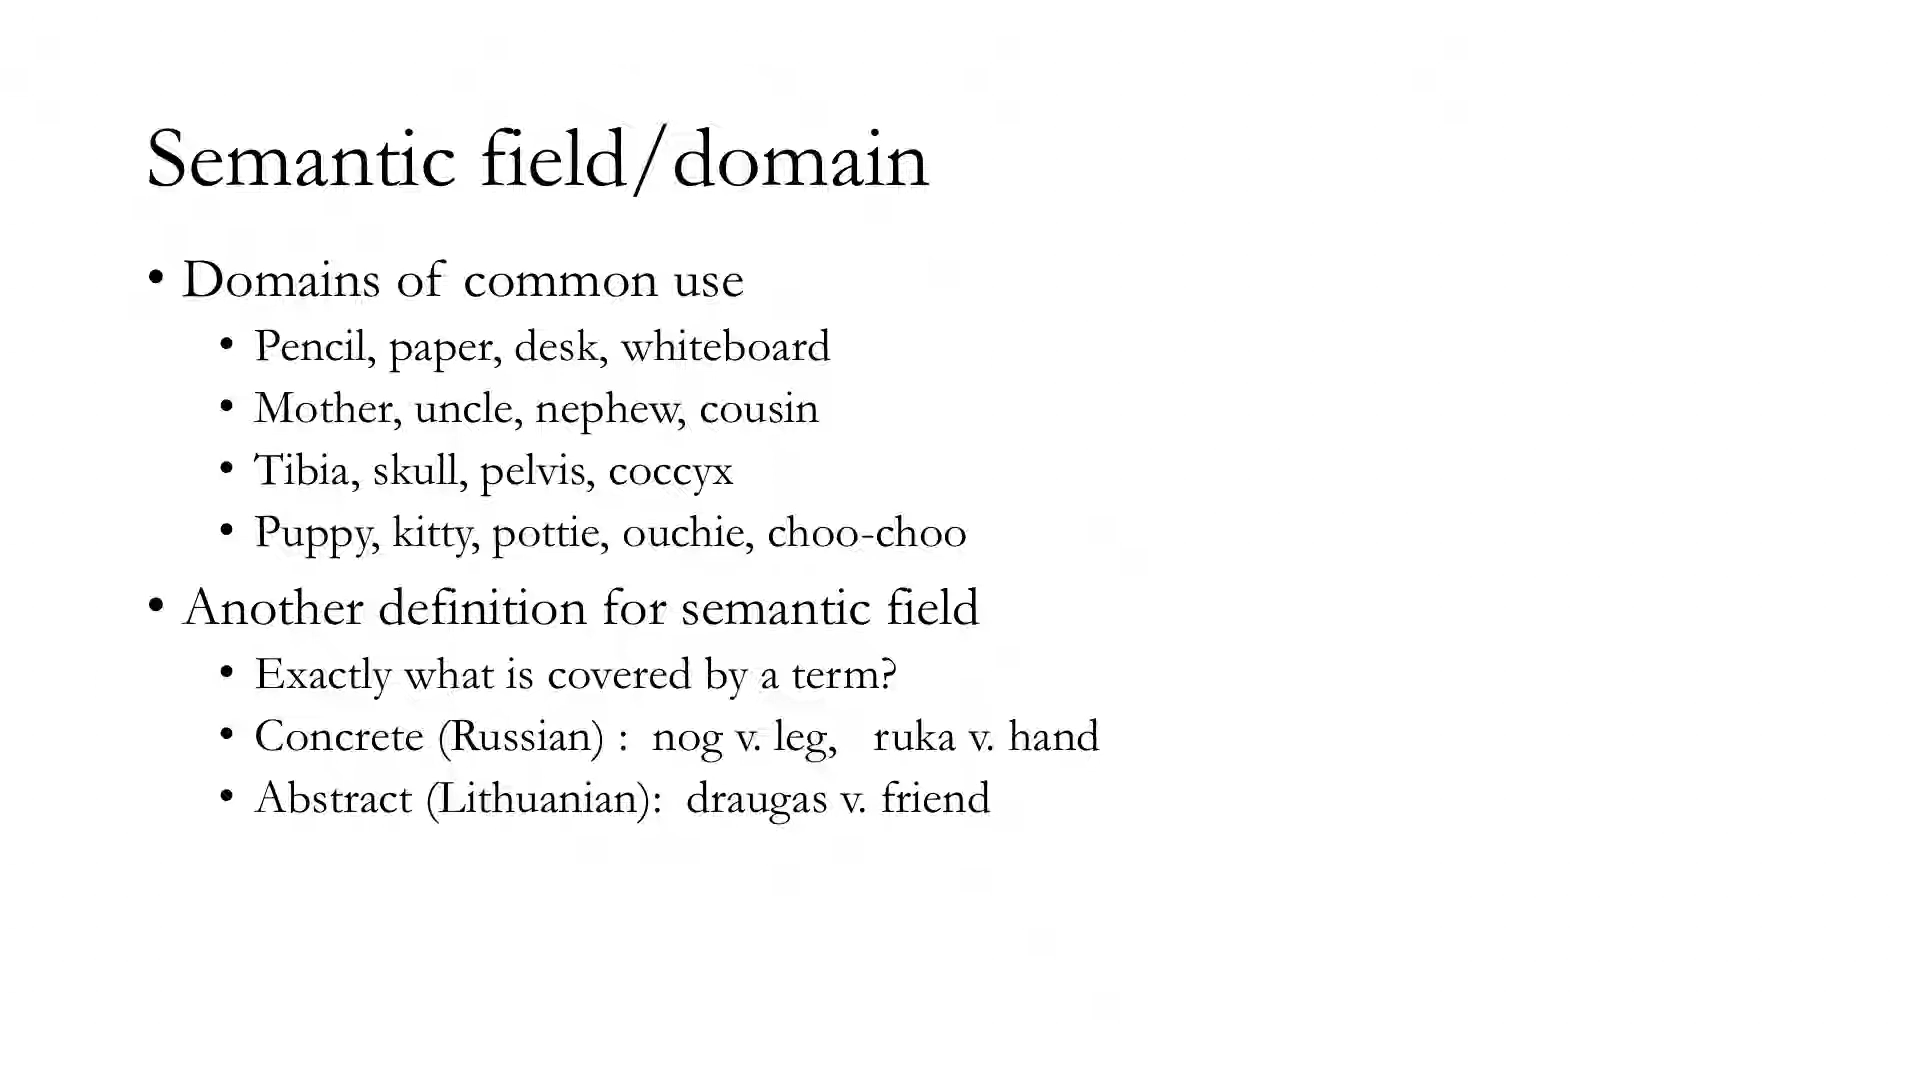 Semantic field/domain
• Domains of common use
• Pencil, paper, desk, whiteboard
• Mother, uncle, nephew, cousin
• Tibia, skull, pelvis, coccyx
• Puppy, kitty, pottie, ouchie, choo-choo
• Another definition for semantic field
• Exactly what is covered by a term?
• Concrete (Russian) : nog v. leg, ruka v. hand
• Abstract (Lithuanian): draugas v. friend